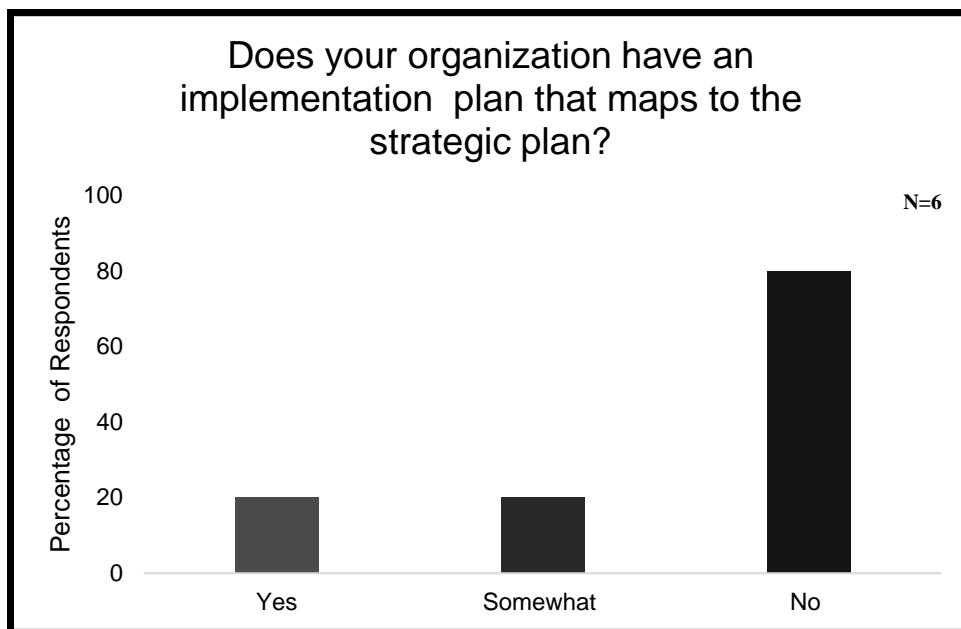 Does your organization have an
implementation plan that maps to the
strategic plan?
100
N=6
80
60
40
20
0
Percentage of Respondents
Yes
Somewhat
No